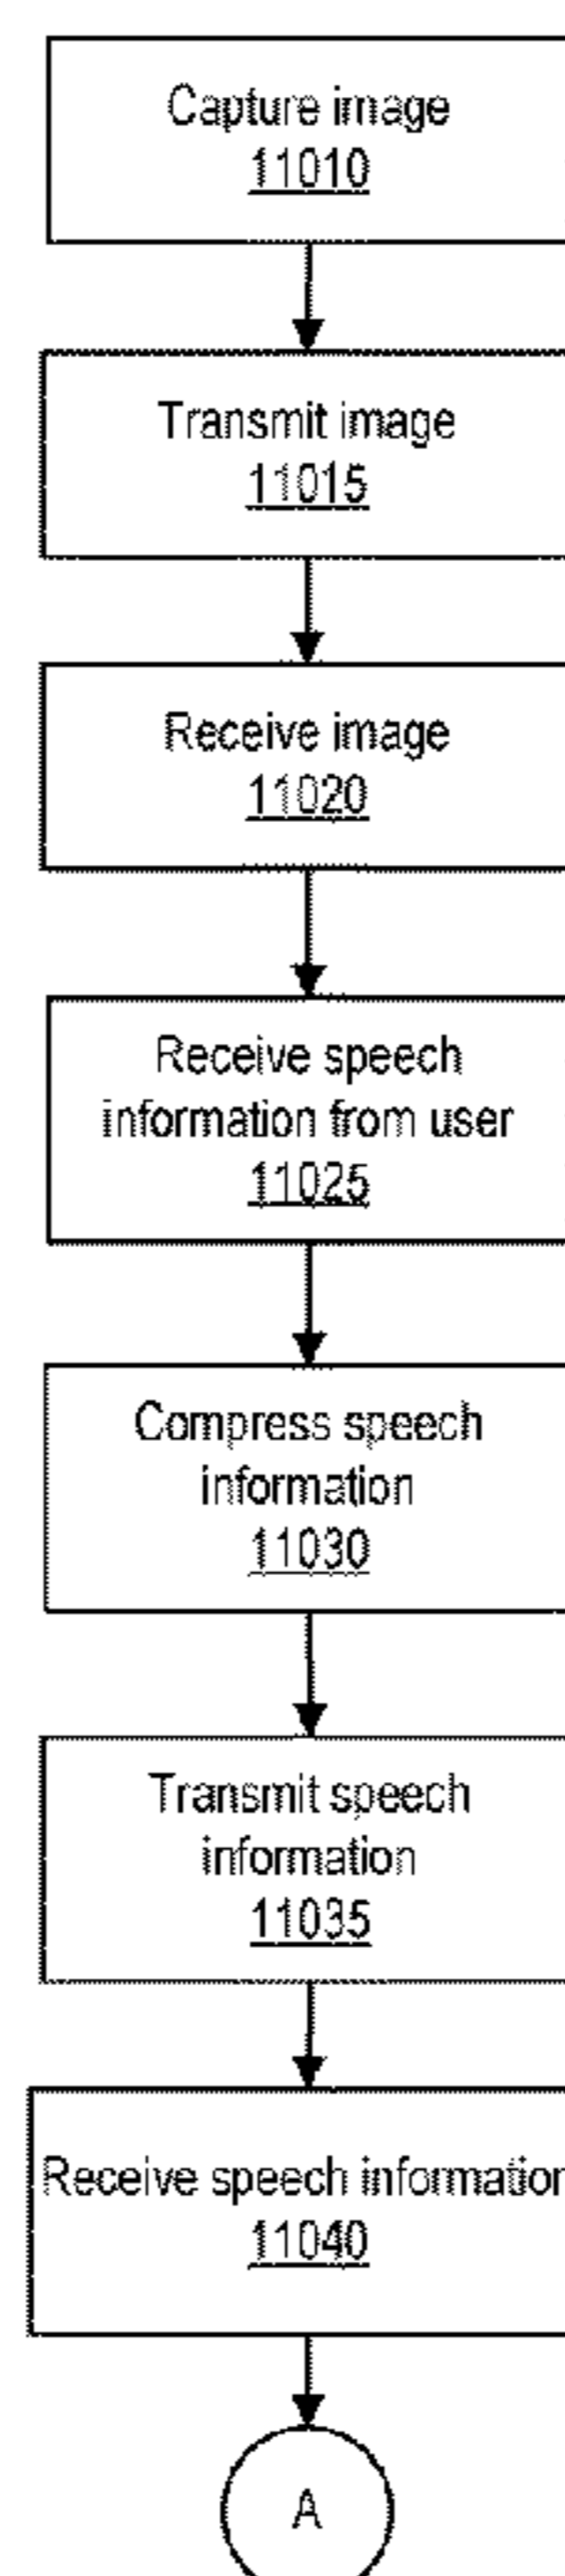 Capture image
11010
Transmit image
11015
Receive image
11020
Receive speech
information from user
11025
Compress speech
information
11030
Transmit speech
information
11035
Receive speech information
11040
A